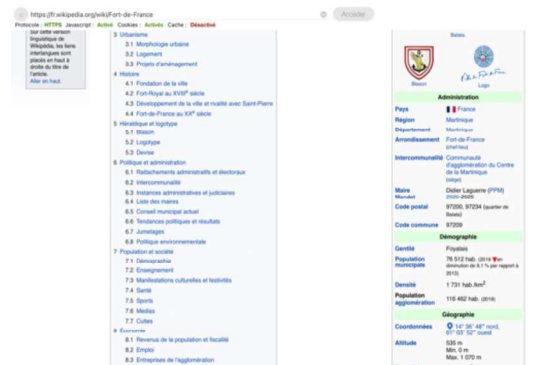 https://fr.wikipedia.org/wiki/Fort-de-France
Accéder
Protocole : HTTPS Javascript : Activé Cookies : Activés Cache : Désactivé
Sur cette version
linguistique de
Wikipédia, les liens
interlangues sont
placés en haut à
droite du titre de
l'article.
Aller en haut.
3 Urbanisme
3.1 Morphologie urbaine
3.2 Logement
3.3 Projets d'aménagement
4 Histoire
4.1 Fondation de la ville
4.2 Fort-Royal au XVIIIe siècle
4.3 Développement de la ville et rivalité avec Saint-Pierre
4.4 Fort-de-France au XXe siècle
5 Héraldique et logotype
5.1 Blason
5.2 Logotype
5.3 Devise
6 Politique et administration
6.1 Rattachements administratifs et électoraux
6.2 Intercommunalité
6.3 Instances administratives et judiciaires
6.4 Liste des maires
6.5 Conseil municipal actuel
6.6 Tendances politiques et résultats
6.7 Jumelages
6.8 Politique environnementale
7 Population et société
7.1 Démographie
7.2 Enseignement
7.3 Manifestations culturelles et festivités
7.4 Santé
7.5 Sports
7.6 Médias
7.7 Cultes
8 Économie
8.1 Revenus de la population et fiscalité
8.2 Emploi
8.3 Entreprises de l'agglomération
Balata.
Blason
Logo
Administration
Pays France
Région Martinique
Département Martinique
Arrondissement Fort-de-France
(chef-lieu)
Intercommunalité Communauté
d'agglomération du Centre
de la Martinique
(siège)
Maire Didier Laguerre (PPM)
Mandat 2020-2026
Code postal 97200, 97234 (quartier de
Balata)
Code commune 97209
Démographie
Gentilé Foyalais
Population municipale 76 512 hab. (2019 ▼en
diminution de 9,1 % par rapport à
2013)
Densité 1 731 hab./km2
Population agglomération 116 462 hab. (2018)
Géographie
Coordonnées 14° 36′ 48″ nord,
61° 03′ 52″ ouest
Altitude 535 m
Min. 0 m
Max. 1 070 m